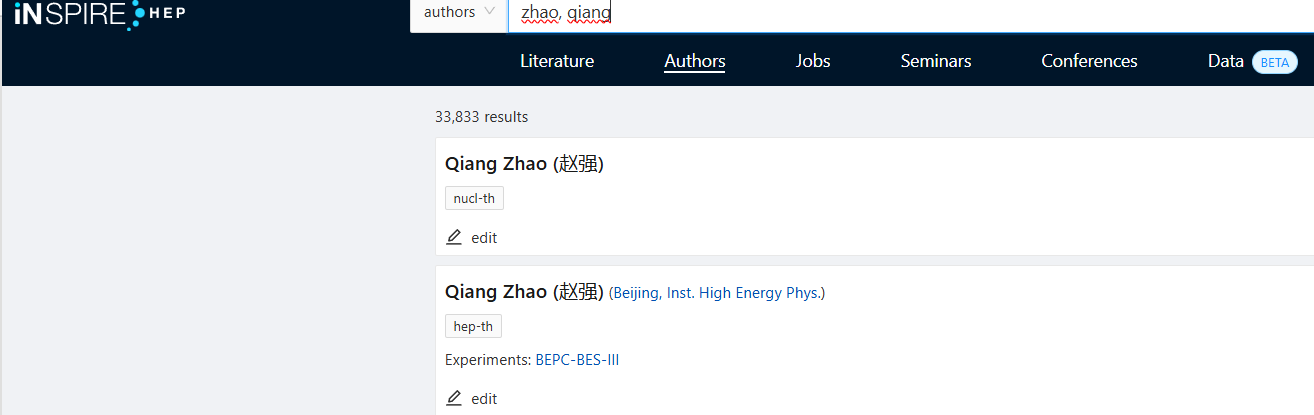 iNSPIRE HEP
authors zhao, qiang
Literature Authors Jobs Seminars Conferences Data BETA
33,833 results
Qiang Zhao (赵强)
nucl-th
edit
Qiang Zhao (赵强) (Beijing, Inst. High Energy Phys.)
hep-th
Experiments: BEPC-BES-III
edit